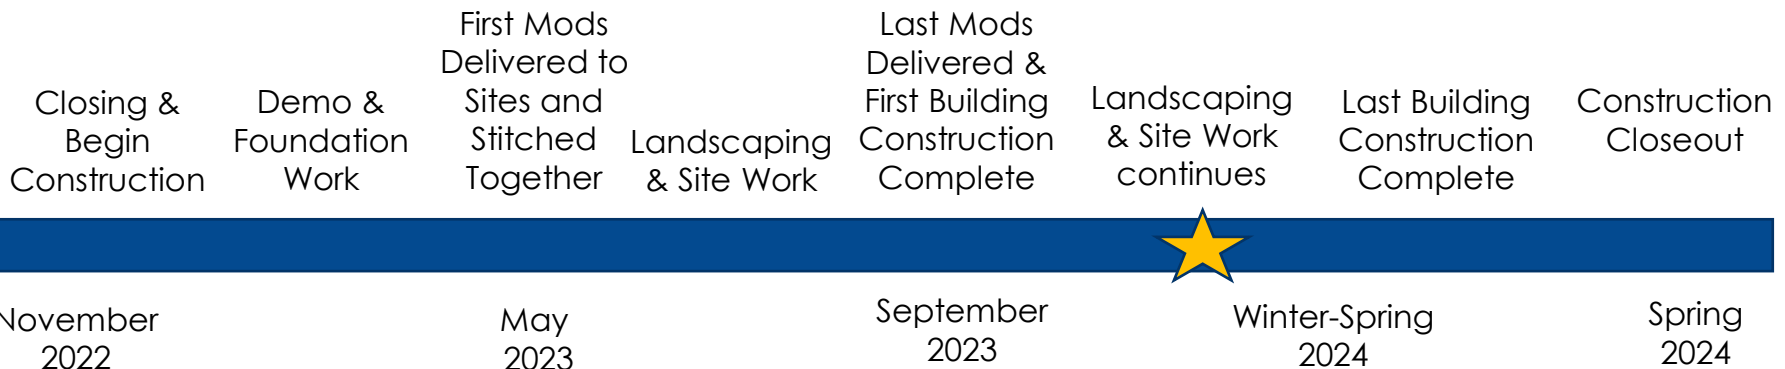 Closing &
Begin
Construction
Demo &
Foundation
Work
First Mods
Delivered to
Sites and
Stitched
Together
Landscaping
& Site Work
Last Mods
Delivered &
First Building
Construction
Complete
Landscaping
& Site Work
continues
Last Building
Construction
Complete
Construction
Closeout
November
2022
May
2023
September
2023
Winter-Spring
2024
Spring
2024